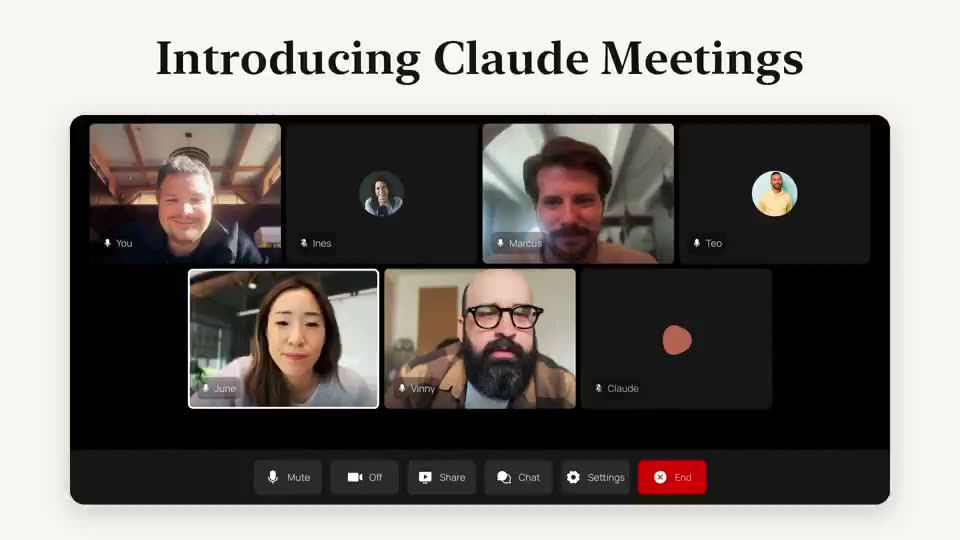 Introducing Claude Meetings
You
Ines
Marcus
Teo
June
Vinny
Claude
Mute
Off
Share
Chat
Settings
End